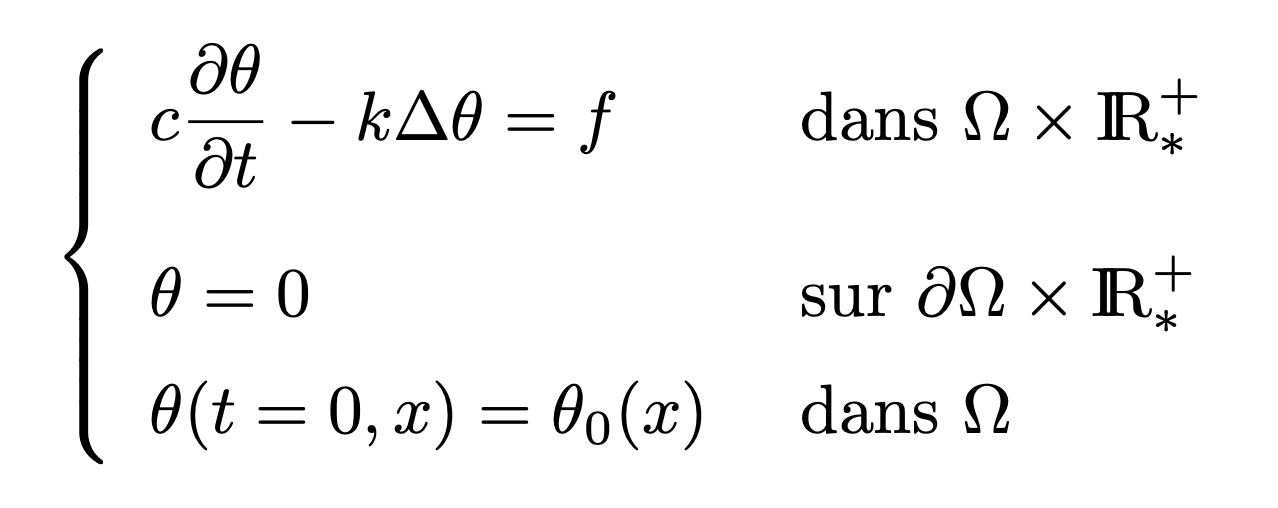 c ∂θ/∂t − kΔθ = f dans Ω × ℝ⁺∗
θ = 0 sur ∂Ω × ℝ⁺∗
θ(t = 0, x) = θ₀(x) dans Ω